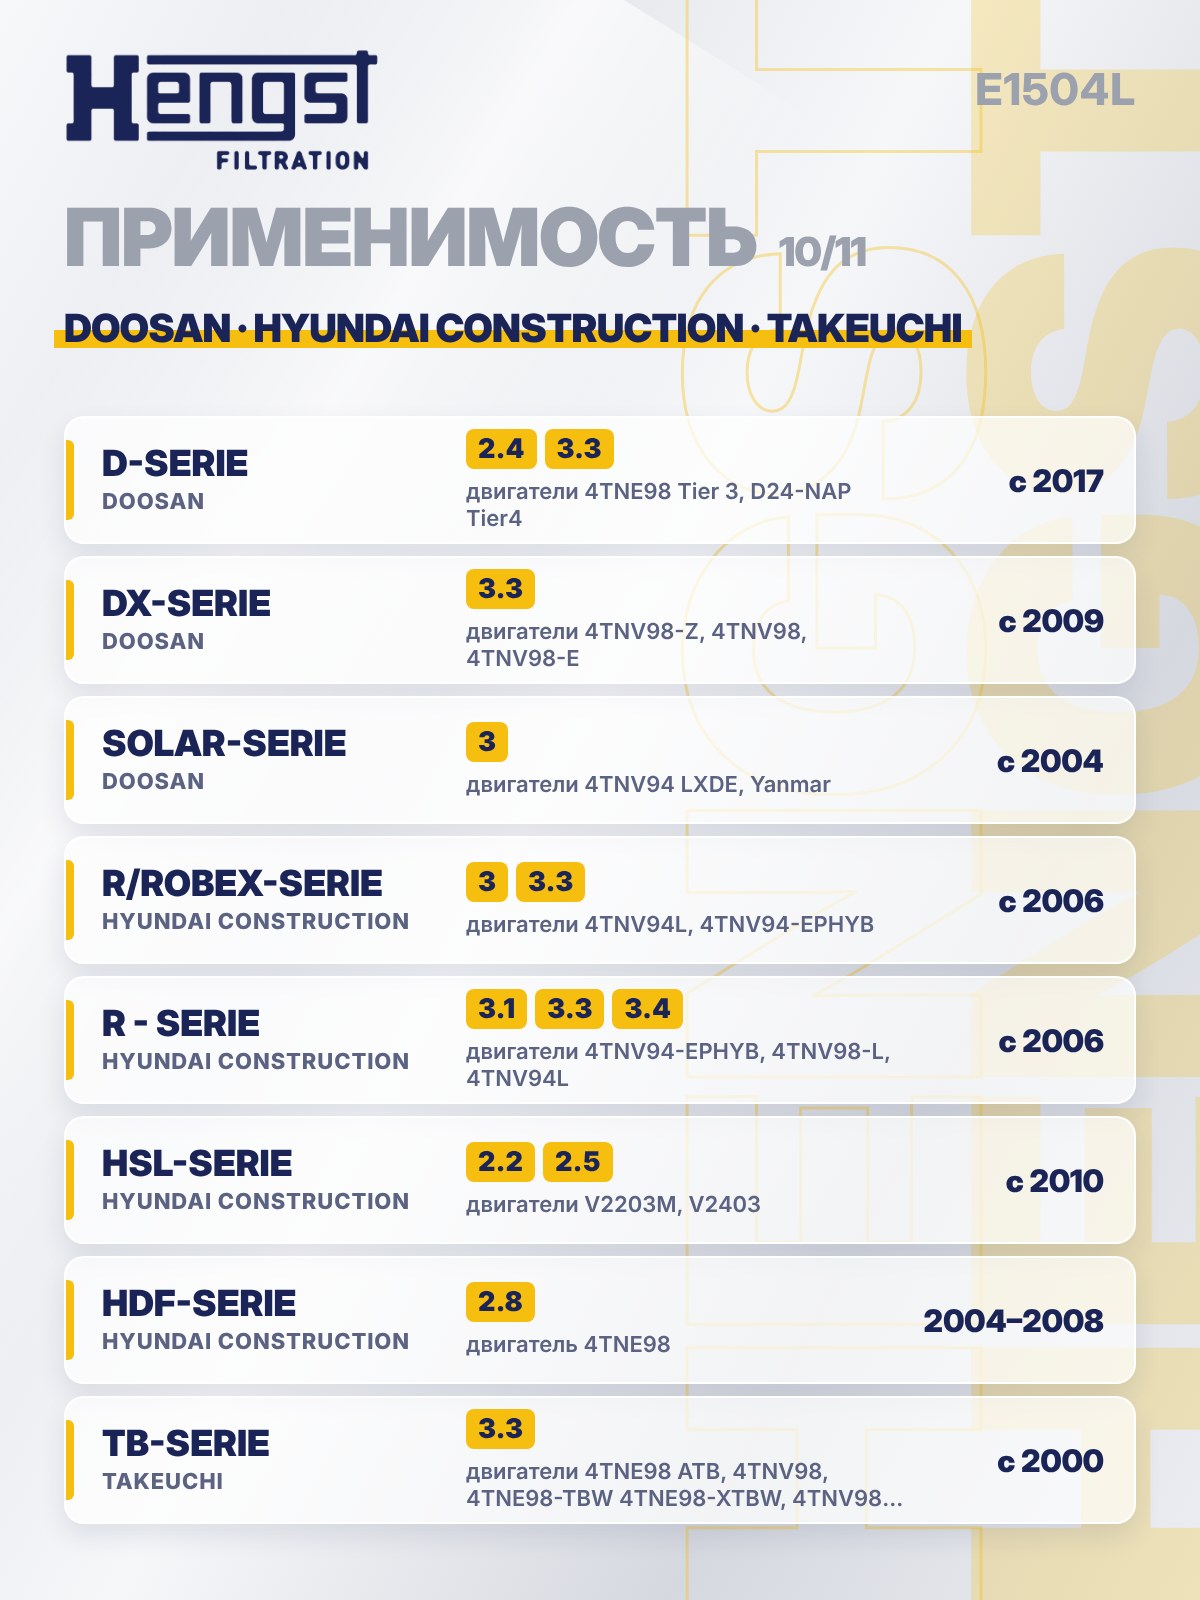 Hengst
FILTRATION
E1504L
ПРИМЕНИМОСТЬ 10/11
DOOSAN · HYUNDAI CONSTRUCTION · TAKEUCHI
D-SERIE
DOOSAN
2.4 3.3
двигатели 4TNE98 Tier 3, D24-NAP
Tier4
с 2017
DX-SERIE
DOOSAN
3.3
двигатели 4TNV98-Z, 4TNV98,
4TNV98-E
с 2009
SOLAR-SERIE
DOOSAN
3
двигатели 4TNV94 LXDE, Yanmar
с 2004
R/ROBEX-SERIE
HYUNDAI CONSTRUCTION
3 3.3
двигатели 4TNV94L, 4TNV94-EPHYB
с 2006
R - SERIE
HYUNDAI CONSTRUCTION
3.1 3.3 3.4
двигатели 4TNV94-EPHYB, 4TNV98-L,
4TNV94L
с 2006
HSL-SERIE
HYUNDAI CONSTRUCTION
2.2 2.5
двигатели V2203M, V2403
с 2010
HDF-SERIE
HYUNDAI CONSTRUCTION
2.8
двигатель 4TNE98
2004–2008
TB-SERIE
TAKEUCHI
3.3
двигатели 4TNE98 ATB, 4TNV98,
4TNE98-TBW 4TNE98-XTBW, 4TNV98...
с 2000
HENGST
HENGST